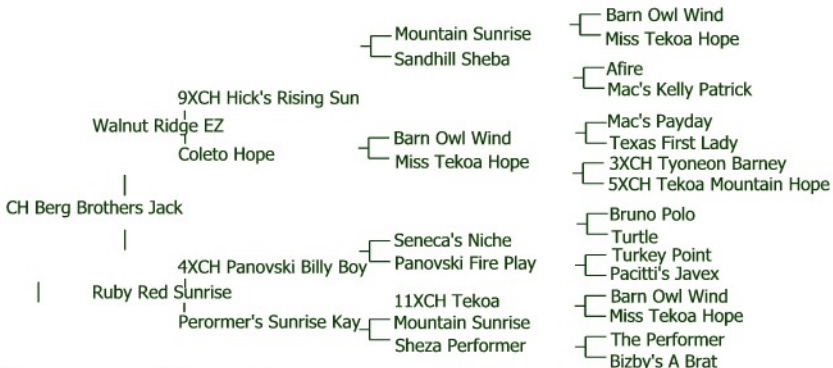 Barn Owl Wind
Mountain Sunrise
Miss Tekoa Hope
Sandhill Sheba
Afire
Mac's Kelly Patrick
9XCH Hick's Rising Sun
Walnut Ridge EZ
Mac's Payday
Barn Owl Wind
Texas First Lady
Coleto Hope
Miss Tekoa Hope
3XCH Tyoneon Barney
5XCH Tekoa Mountain Hope
CH Berg Brothers Jack
Bruno Polo
Seneca's Niche
Turtle
4XCH Panovski Billy Boy
Panovski Fire Play
Turkey Point
Pacitti's Javex
Ruby Red Sunrise
11XCH Tekoa
Barn Owl Wind
Perormer's Sunrise Kay
Mountain Sunrise
Miss Tekoa Hope
Sheza Performer
The Performer
Bizby's A Brat